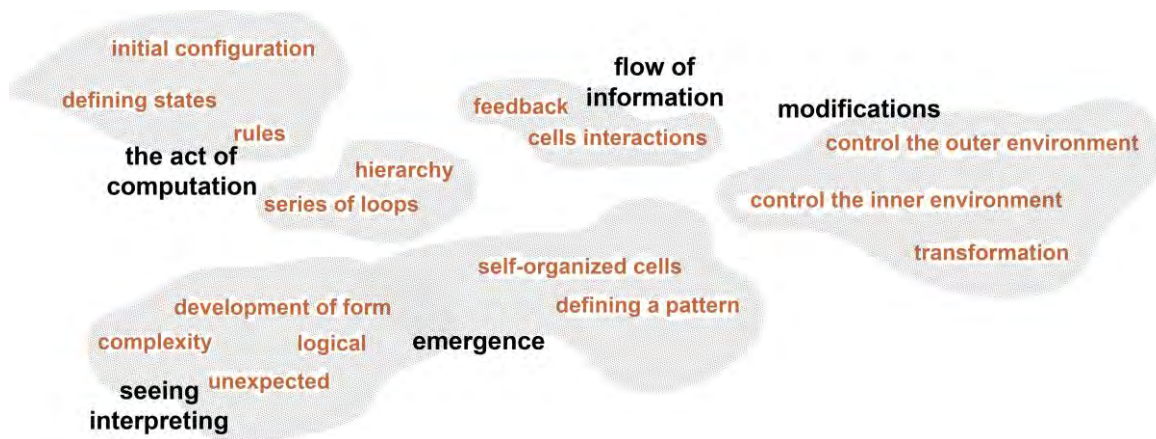 initial configuration
defining states
rules
the act of
computation
hierarchy
series of loops
feedback
flow of
information
cells interactions
modifications
control the outer environment
control the inner environment
transformation
self-organized cells
defining a pattern
development of form
complexity
logical
emergence
unexpected
seeing
interpreting